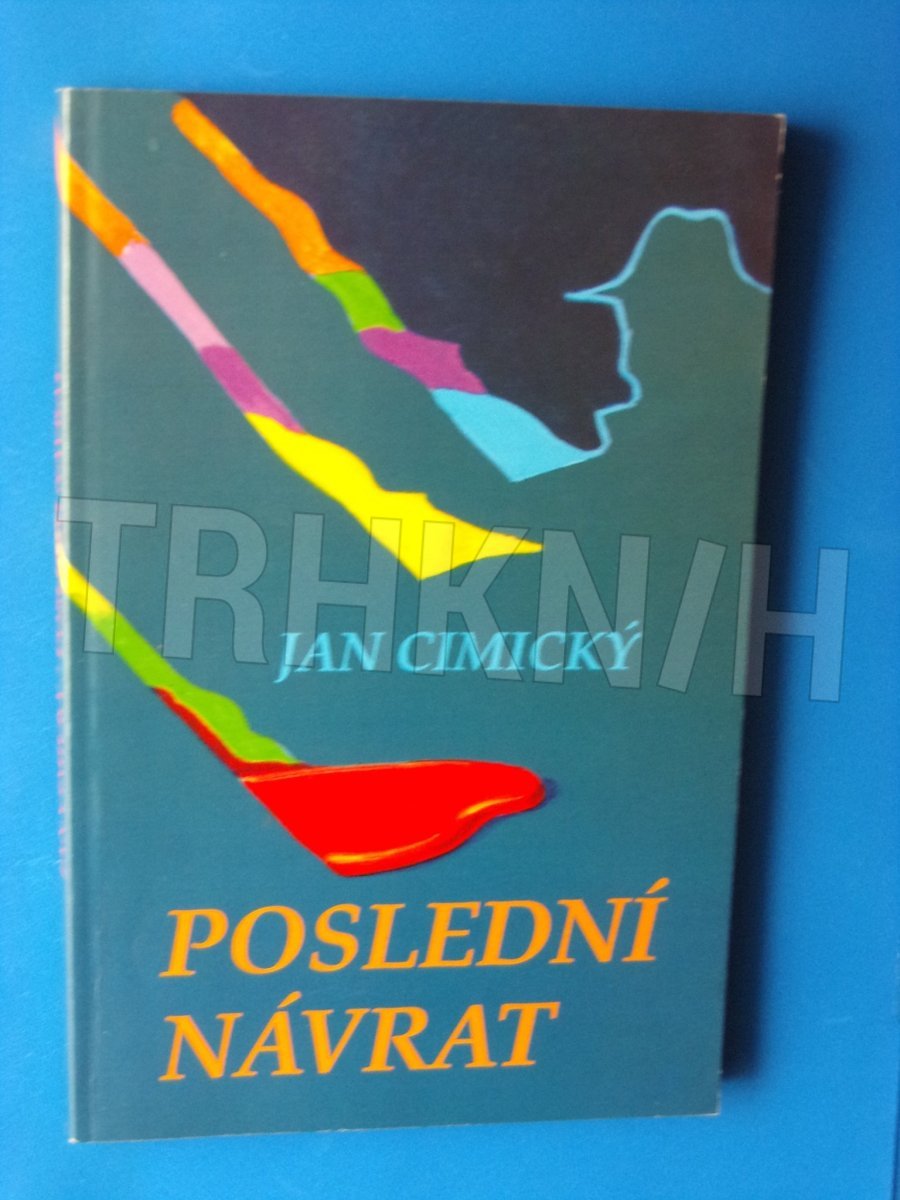 TRHKNIH
JAN CIMICKÝ
POSLEDNÍ
NÁVRAT